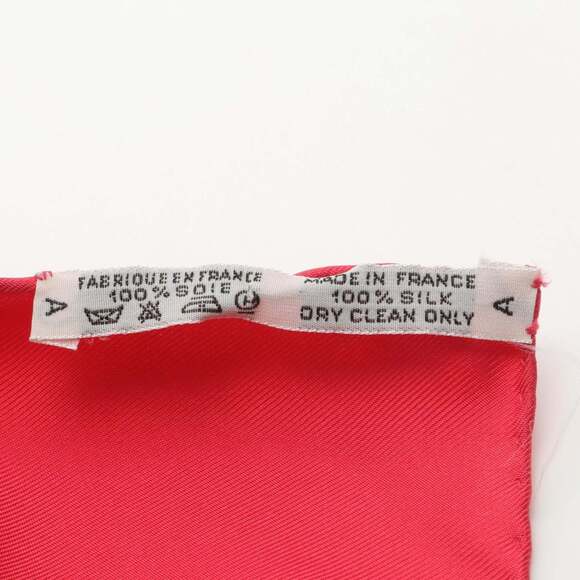 A
FABRIQUE EN FRANCE
100% SOIE
MADE IN FRANCE
100% SILK
DRY CLEAN ONLY
A